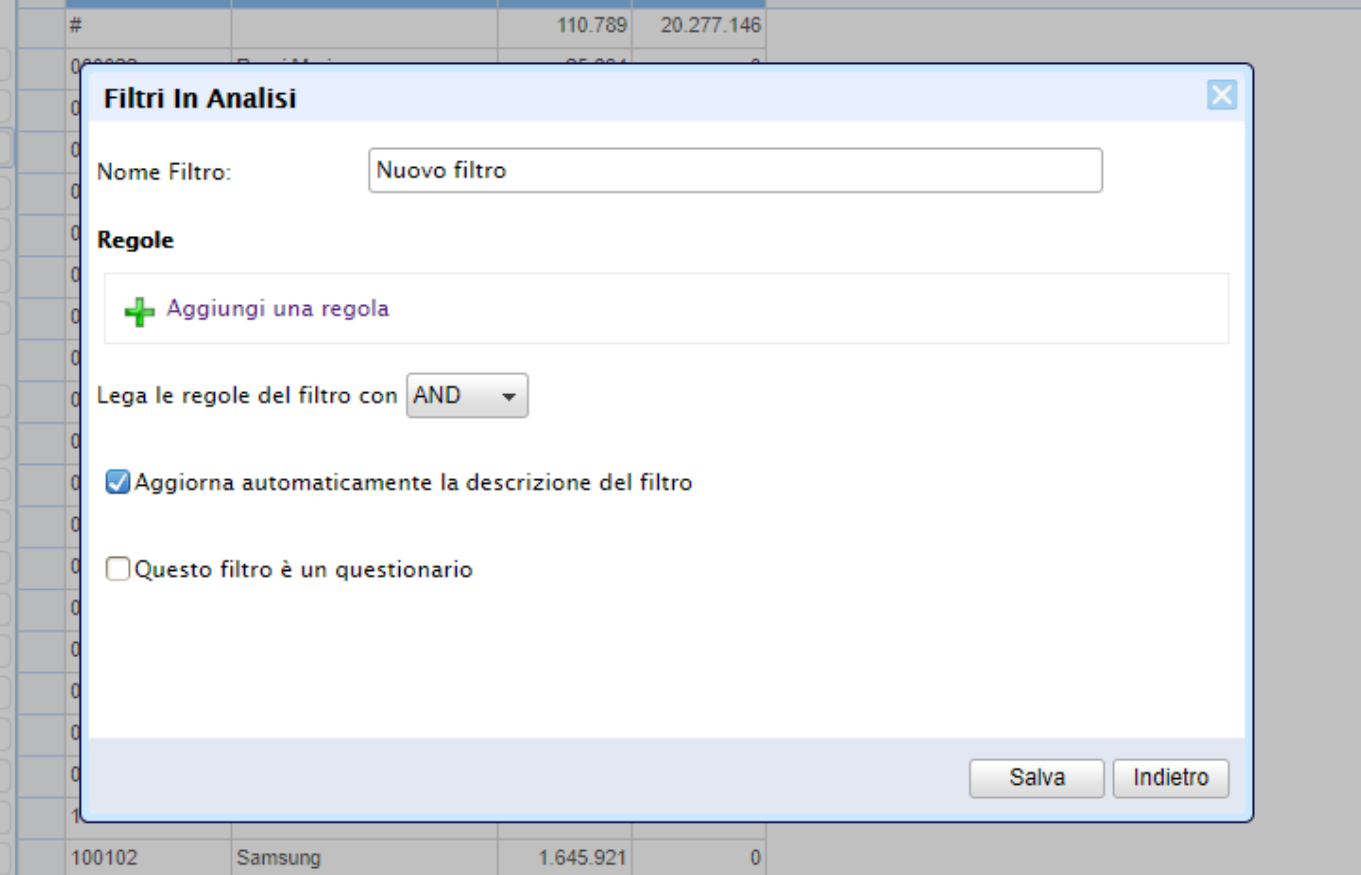 # 110.789 20.277.146
Filtri In Analisi
Nome Filtro: Nuovo filtro
Regole
Aggiungi una regola
Lega le regole del filtro con AND
Aggiorna automaticamente la descrizione del filtro
Questo filtro è un questionario
Salva Indietro
100102 Samsung 1.645.921 0